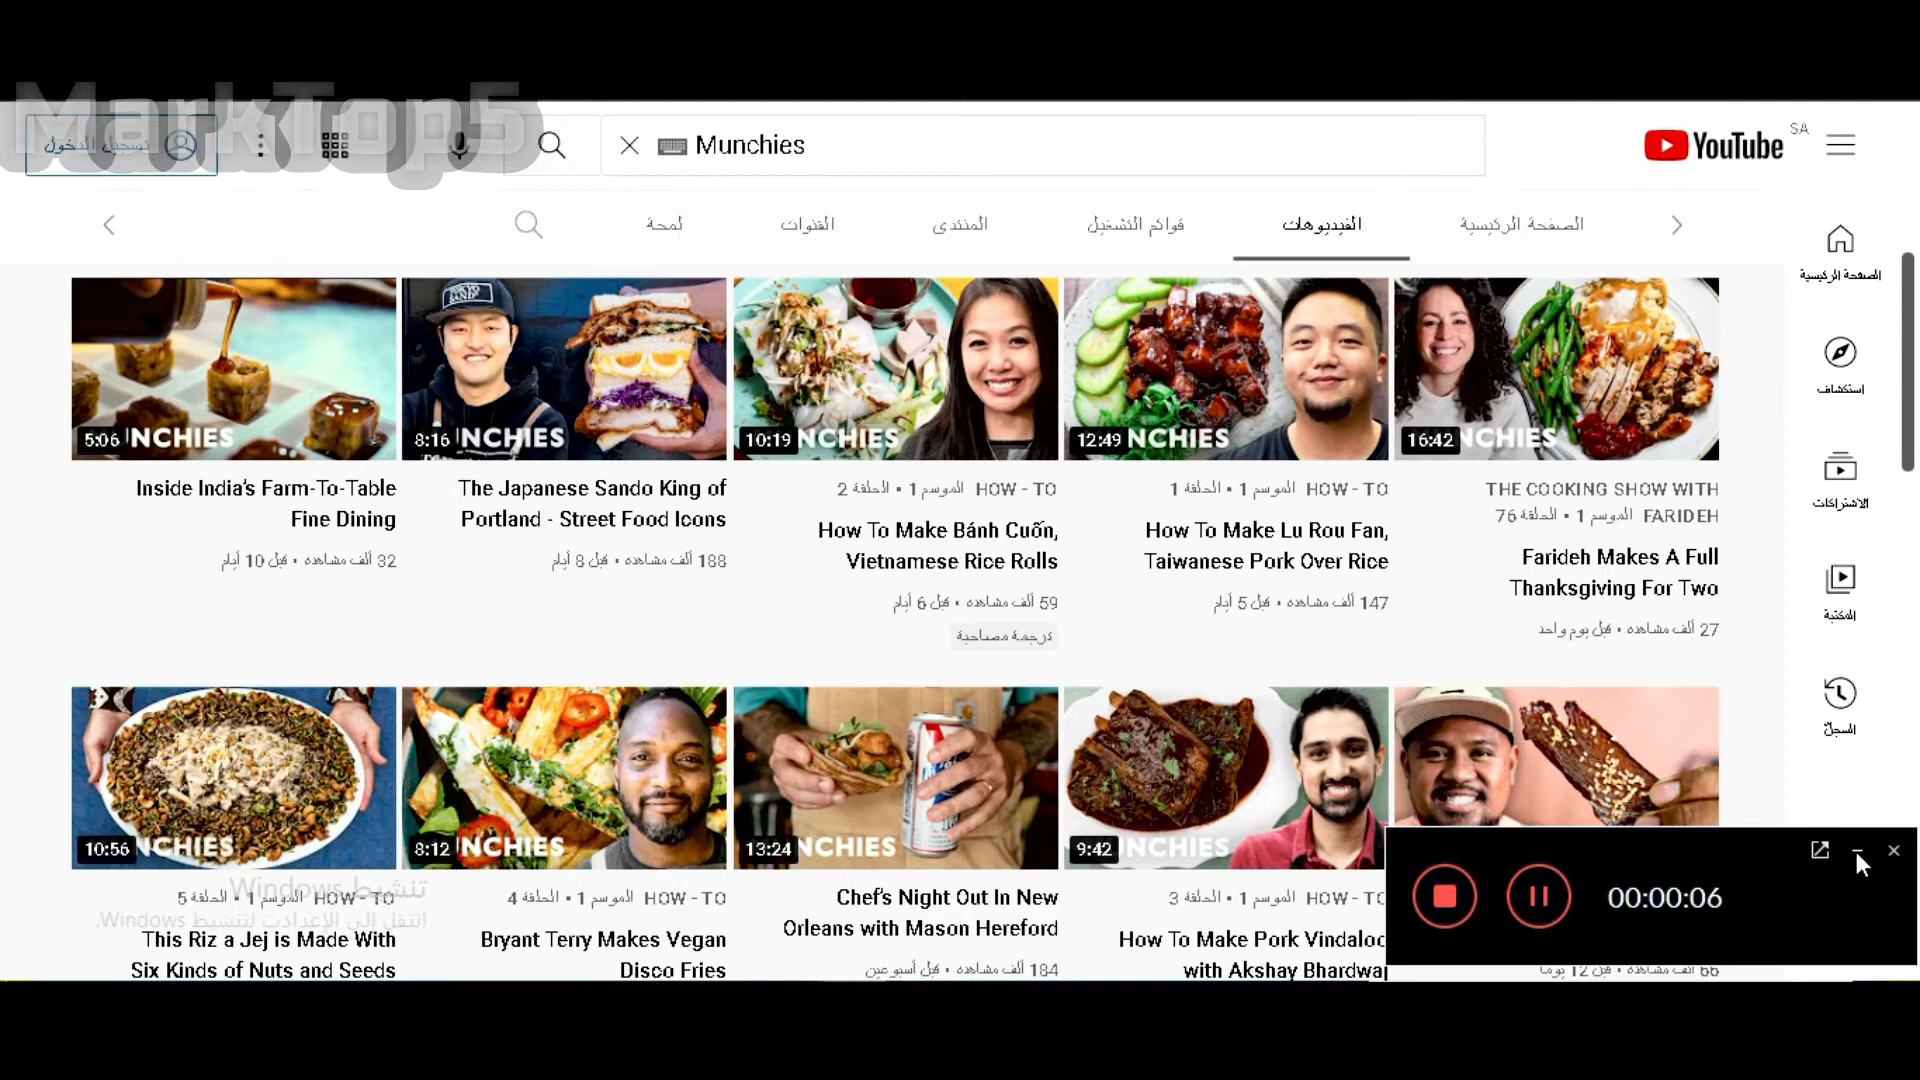 MarkTop5
تسجيل الدخول
Munchies
YouTube SA
الصفحة الرئيسية
الفيديوهات
قوائم التشغيل
المنتدى
القنوات
لمحة
الصفحة الرئيسية
استكشاف
الاشتراكات
المكتبة
السجلّ
16:42 NCHIES
THE COOKING SHOW WITH
FARIDEH الموسم 1 • الحلقة 76
Farideh Makes A Full
Thanksgiving For Two
27 ألف مشاهدة • قبل يوم واحد
12:49 NCHIES
HOW - TO الموسم 1 • الحلقة 1
How To Make Lu Rou Fan,
Taiwanese Pork Over Rice
147 ألف مشاهدة • قبل 5 أيام
10:19 NCHIES
HOW - TO الموسم 1 • الحلقة 2
How To Make Bánh Cuốn,
Vietnamese Rice Rolls
59 ألف مشاهدة • قبل 6 أيام
ترجمة مصاحبة
TOKYO
SAND
8:16 NCHIES
The Japanese Sando King of
Portland - Street Food Icons
188 ألف مشاهدة • قبل 8 أيام
5:06 NCHIES
Inside India's Farm-To-Table
Fine Dining
32 ألف مشاهدة • قبل 10 أيام
66 ألف مشاهدة • قبل 12 يومًا
9:42 NCHIES
HOW - TO الموسم 1 • الحلقة 3
How To Make Pork Vindaloo
with Akshay Bhardwaj
13:24 NCHIES
Chef's Night Out In New
Orleans with Mason Hereford
184 ألف مشاهدة • قبل أسبوعين
8:12 NCHIES
HOW - TO الموسم 1 • الحلقة 4
Bryant Terry Makes Vegan
Disco Fries
10:56 NCHIES
HOW - TO الموسم 1 • الحلقة 5
This Riz a Jej is Made With
Six Kinds of Nuts and Seeds
تنشيط Windows
انتقل إلى الإعدادات لتنشيط Windows.
00:00:06